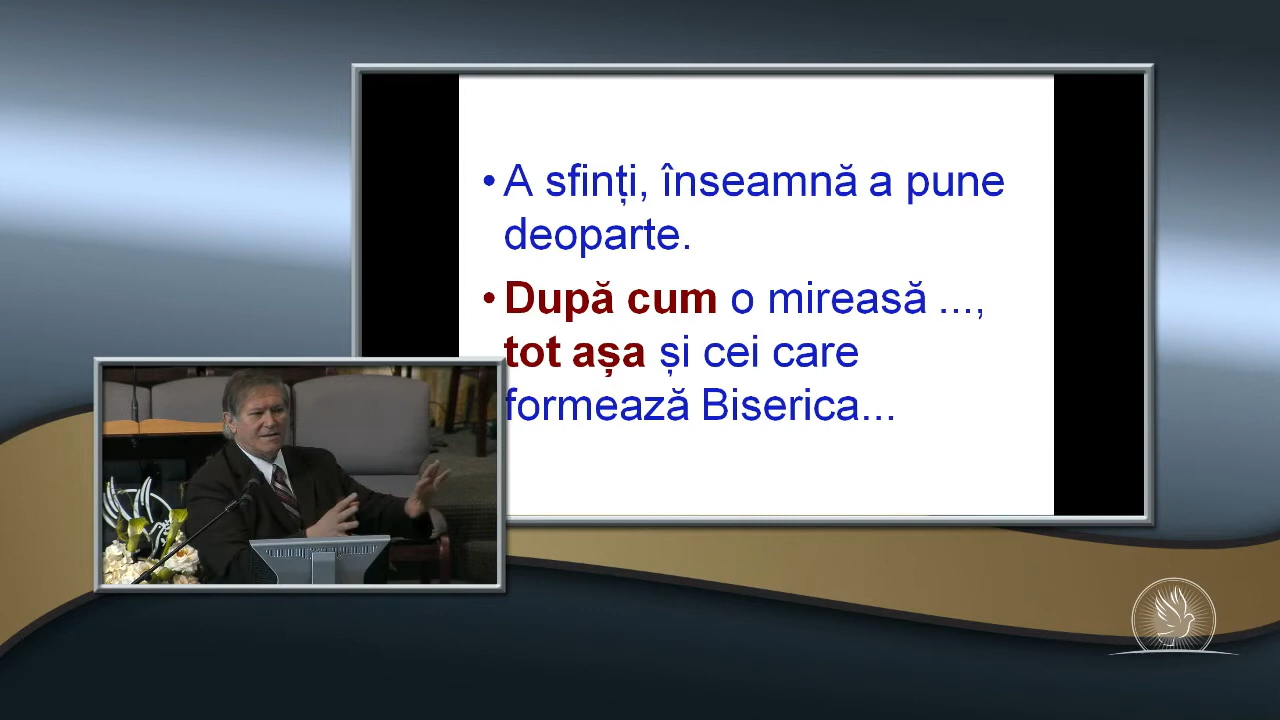 • A sfinți, înseamnă a pune
deoparte.
• După cum o mireasă ...,
tot așa și cei care
formează Biserica...